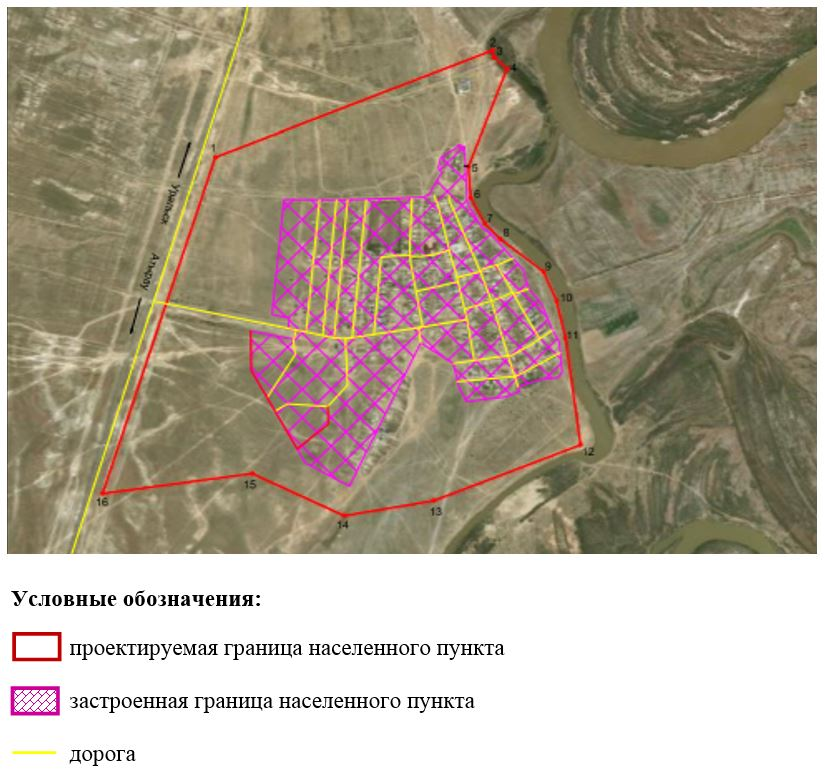 2
3
4
1
5
6
7
8
9
10
11
12
13
14
15
16
Уральск
Атырау
Условные обозначения:
проектируемая граница населенного пункта
застроенная граница населенного пункта
дорога